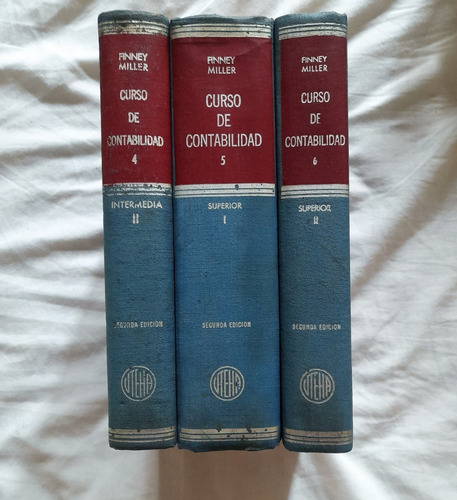 FINNEY
MILLER
CURSO
DE
CONTABILIDAD
4
INTERMEDIA
II
SEGUNDA EDICION
UTEHA
FINNEY
MILLER
CURSO
DE
CONTABILIDAD
5
SUPERIOR
I
SEGUNDA EDICION
UTEHA
FINNEY
MILLER
CURSO
DE
CONTABILIDAD
6
SUPERIOR
II
SEGUNDA EDICION
UTEHA